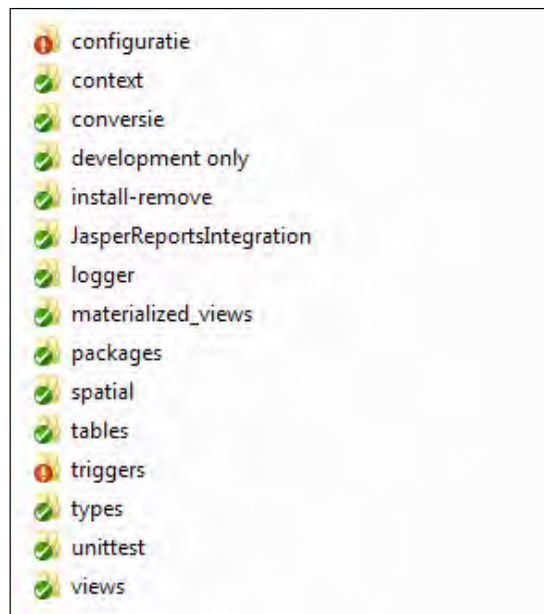 configuratie
context
conversie
development only
install-remove
JasperReportsIntegration
logger
materialized_views
packages
spatial
tables
triggers
types
unittest
views